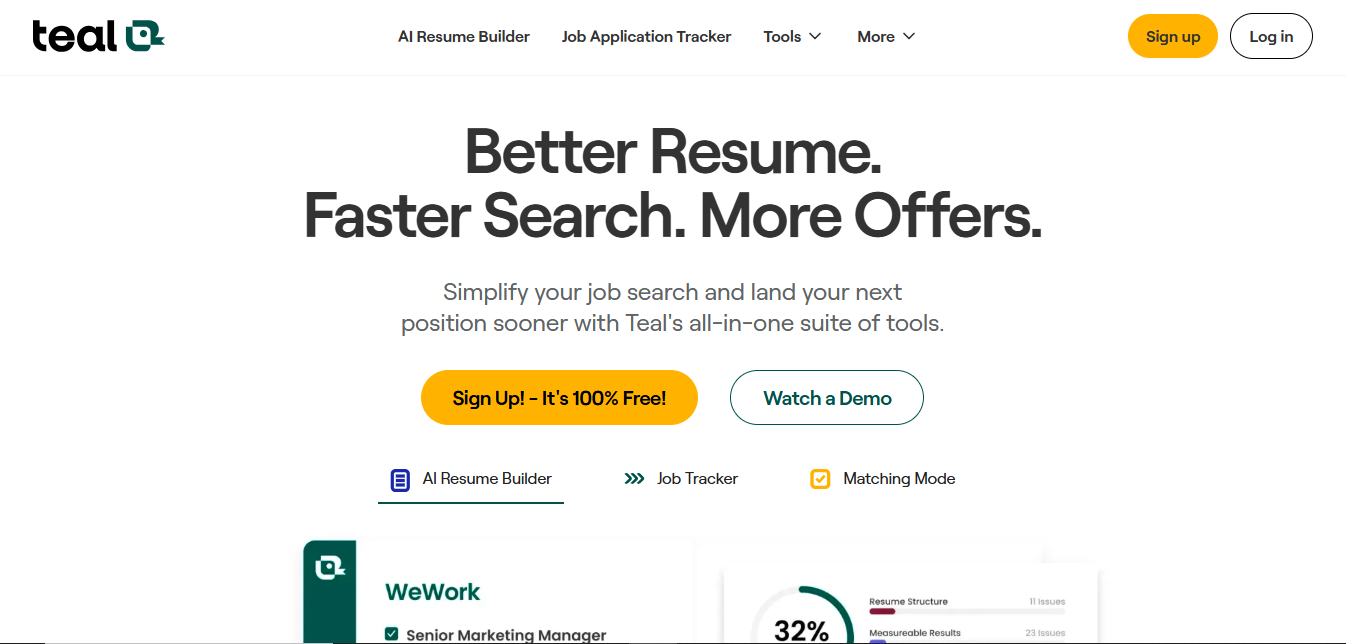 teal
AI Resume Builder
Job Application Tracker
Tools
More
Sign up
Log in
Better Resume.
Faster Search. More Offers.
Simplify your job search and land your next
position sooner with Teal's all-in-one suite of tools.
Sign Up! - It's 100% Free!
Watch a Demo
AI Resume Builder
Job Tracker
Matching Mode
WeWork
Senior Marketing Manager
32%
Resume Structure
11 Issues
Measureable Results
23 Issues